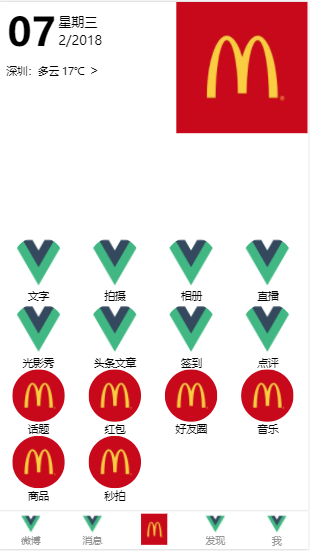 07 星期三
2/2018
深圳：多云 17℃ >
文字 拍摄 相册 直播
光影秀 头条文章 签到 点评
话题 红包 好友圈 音乐
商品 秒拍
微博 消息 发现 我